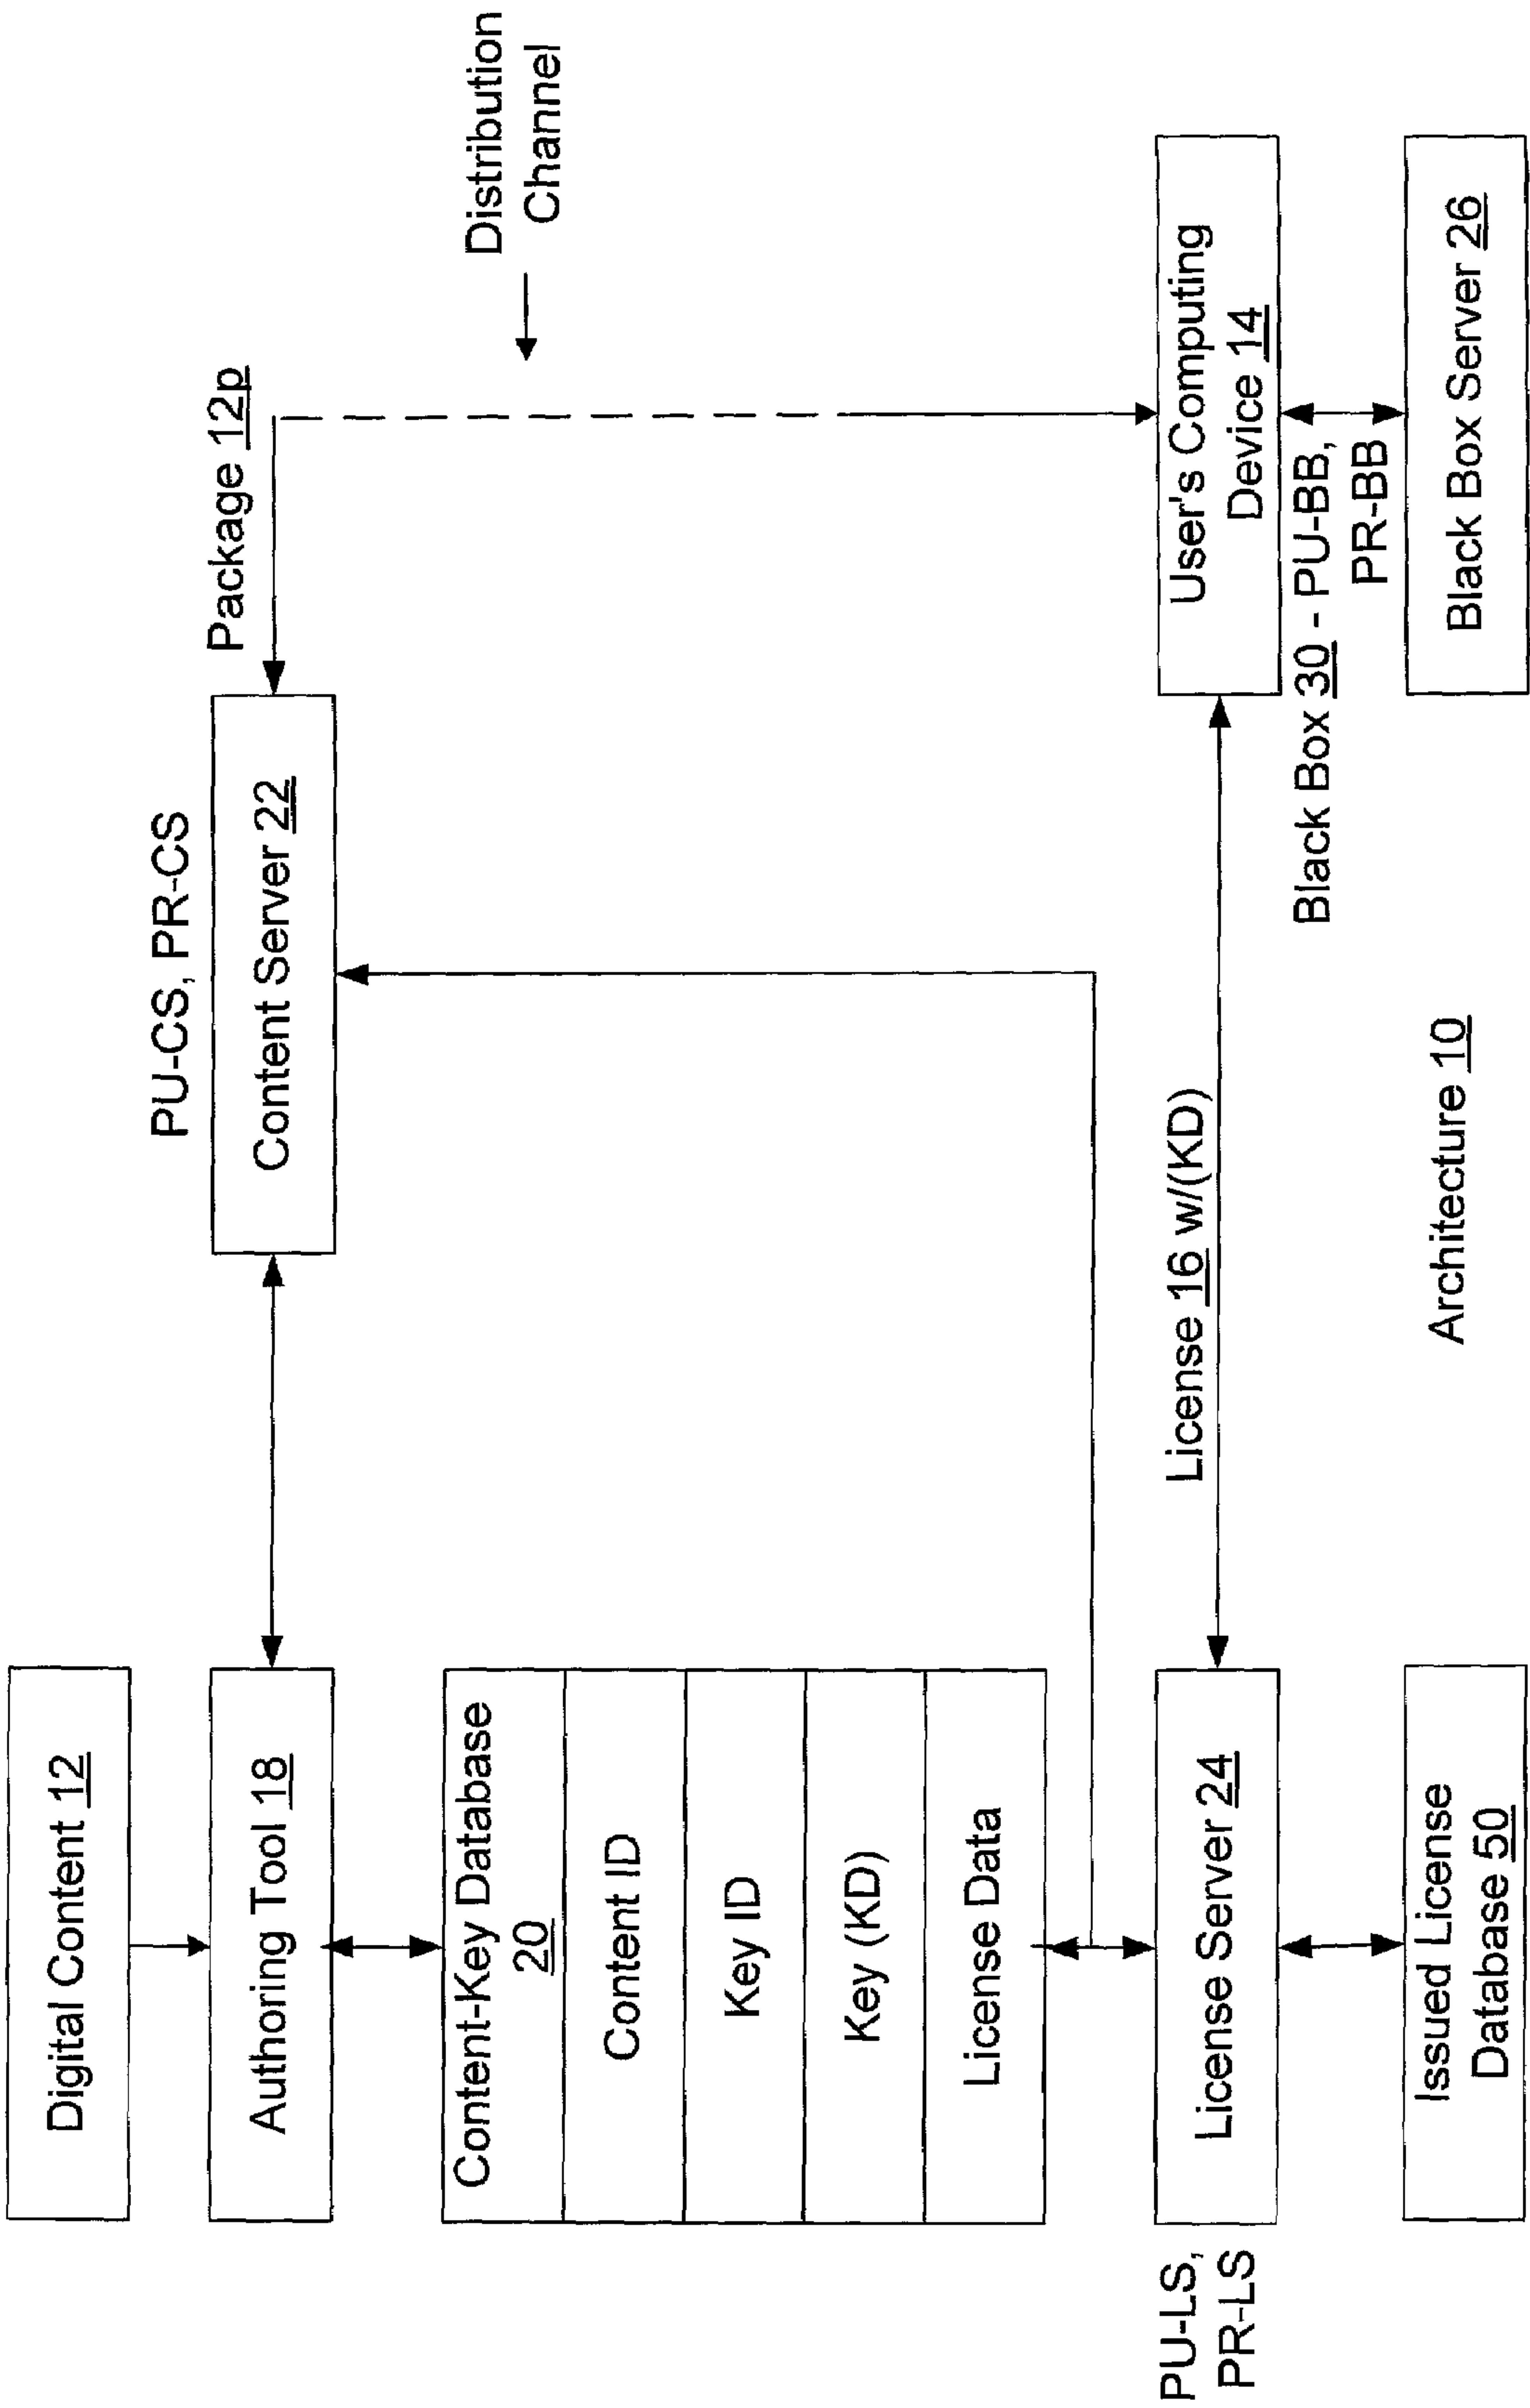 Digital Content 12
Authoring Tool 18
Content-Key Database
20
Content ID
Key ID
Key (KD)
License Data
PU-LS,
PR-LS
License Server 24
Issued License
Database 50
PU-CS, PR-CS
Content Server 22
Package 12p
Distribution
Channel
License 16 w/(KD)
User's Computing
Device 14
Black Box 30 - PU-BB,
PR-BB
Black Box Server 26
Architecture 10